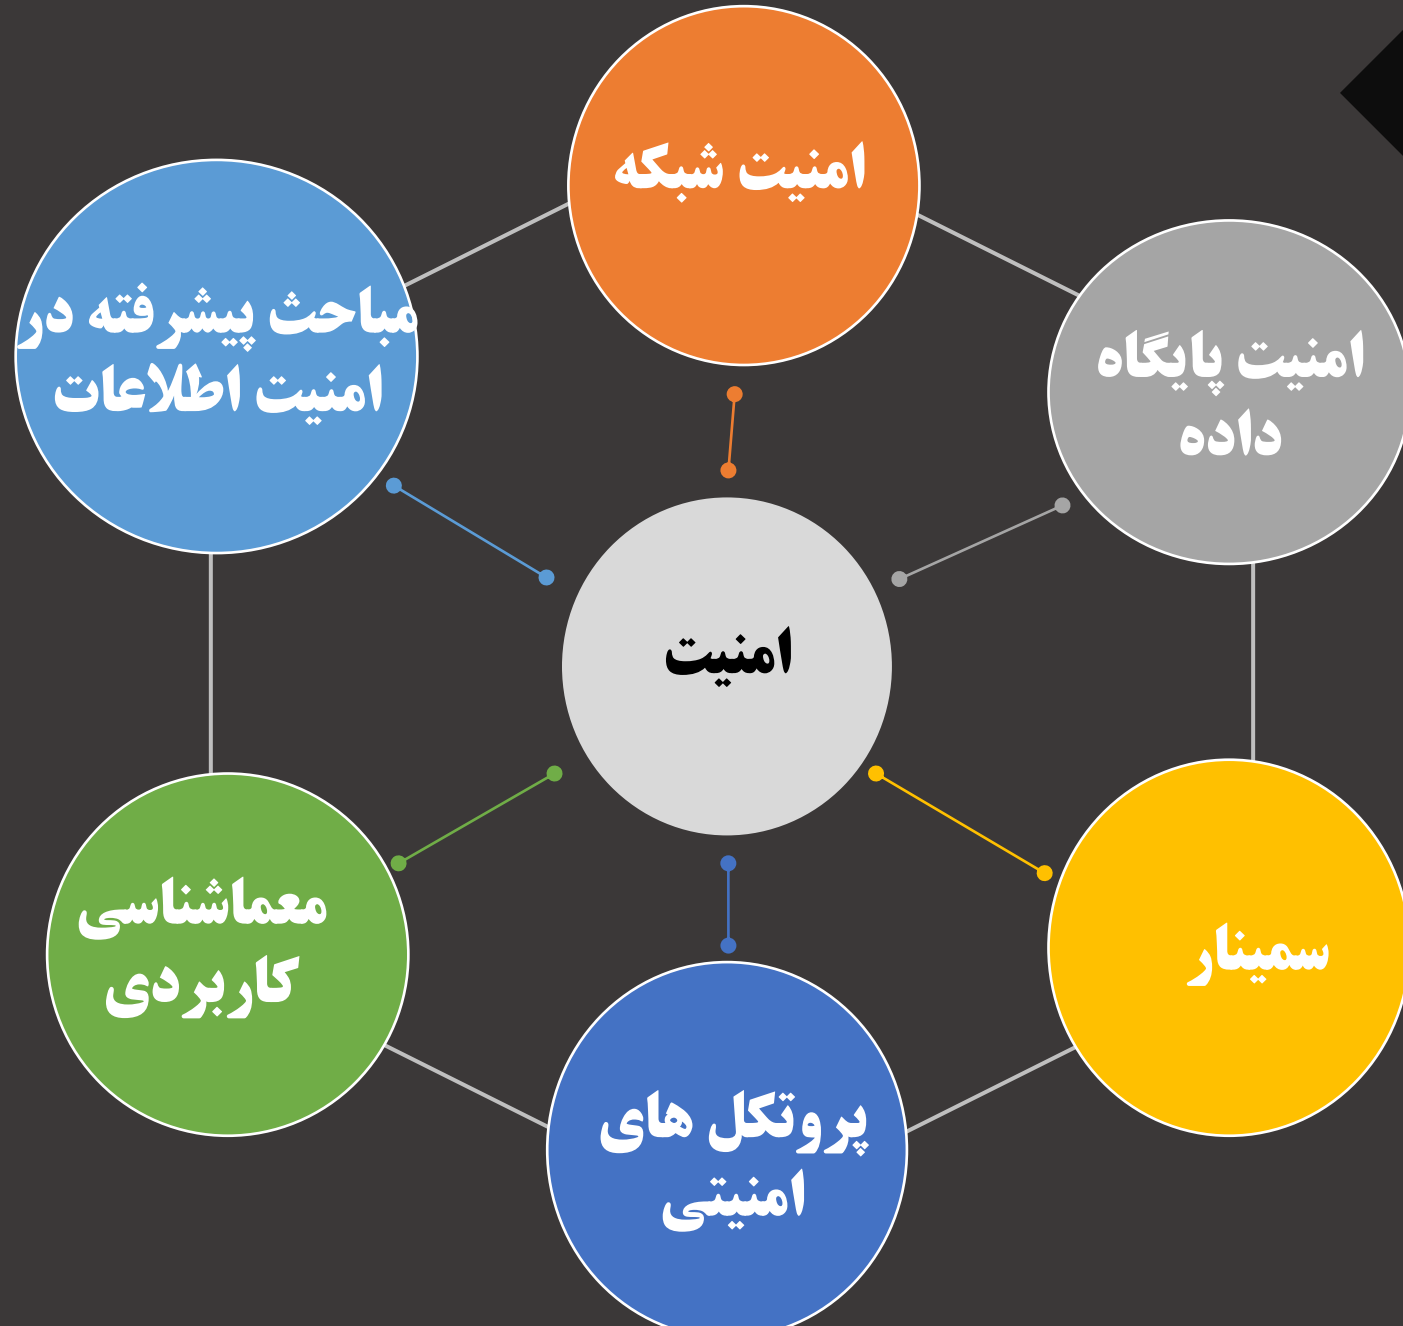 امنیت شبکه
امنیت پایگاه
داده
مباحث پیشرفته در
امنیت اطلاعات
امنیت
سمینار
معماشناسی
کاربردی
پروتکل های
امنیتی